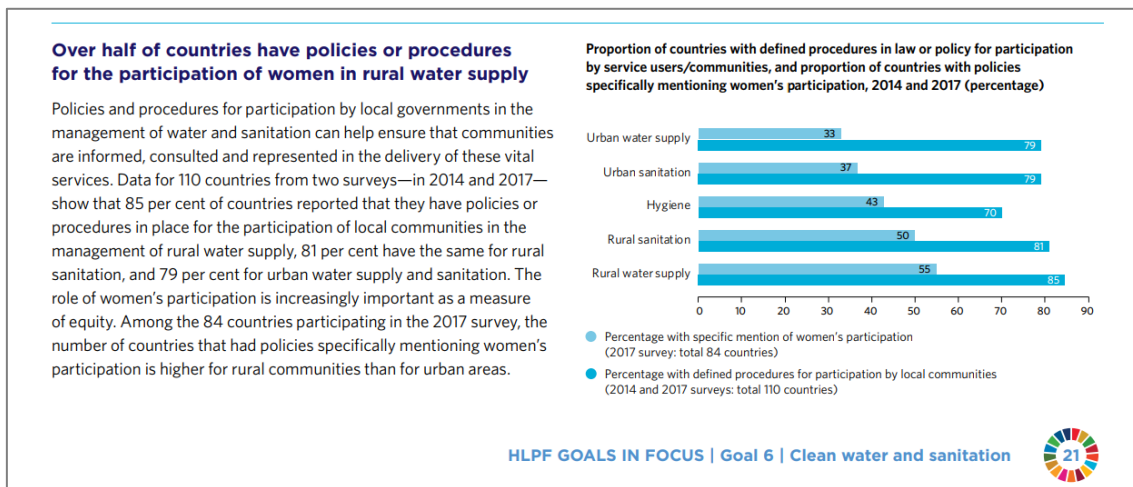 Over half of countries have policies or procedures
for the participation of women in rural water supply
Policies and procedures for participation by local governments in the
management of water and sanitation can help ensure that communities
are informed, consulted and represented in the delivery of these vital
services. Data for 110 countries from two surveys—in 2014 and 2017—
show that 85 per cent of countries reported that they have policies or
procedures in place for the participation of local communities in the
management of rural water supply, 81 per cent have the same for rural
sanitation, and 79 per cent for urban water supply and sanitation. The
role of women's participation is increasingly important as a measure
of equity. Among the 84 countries participating in the 2017 survey, the
number of countries that had policies specifically mentioning women's
participation is higher for rural communities than for urban areas.
Proportion of countries with defined procedures in law or policy for participation
by service users/communities, and proportion of countries with policies
specifically mentioning women's participation, 2014 and 2017 (percentage)
Urban water supply 33 79
Urban sanitation 37 79
Hygiene 43 70
Rural sanitation 50 81
Rural water supply 55 85
0 10 20 30 40 50 60 70 80 90
Percentage with specific mention of women's participation
(2017 survey: total 84 countries)
Percentage with defined procedures for participation by local communities
(2014 and 2017 surveys: total 110 countries)
HLPF GOALS IN FOCUS | Goal 6 | Clean water and sanitation 21